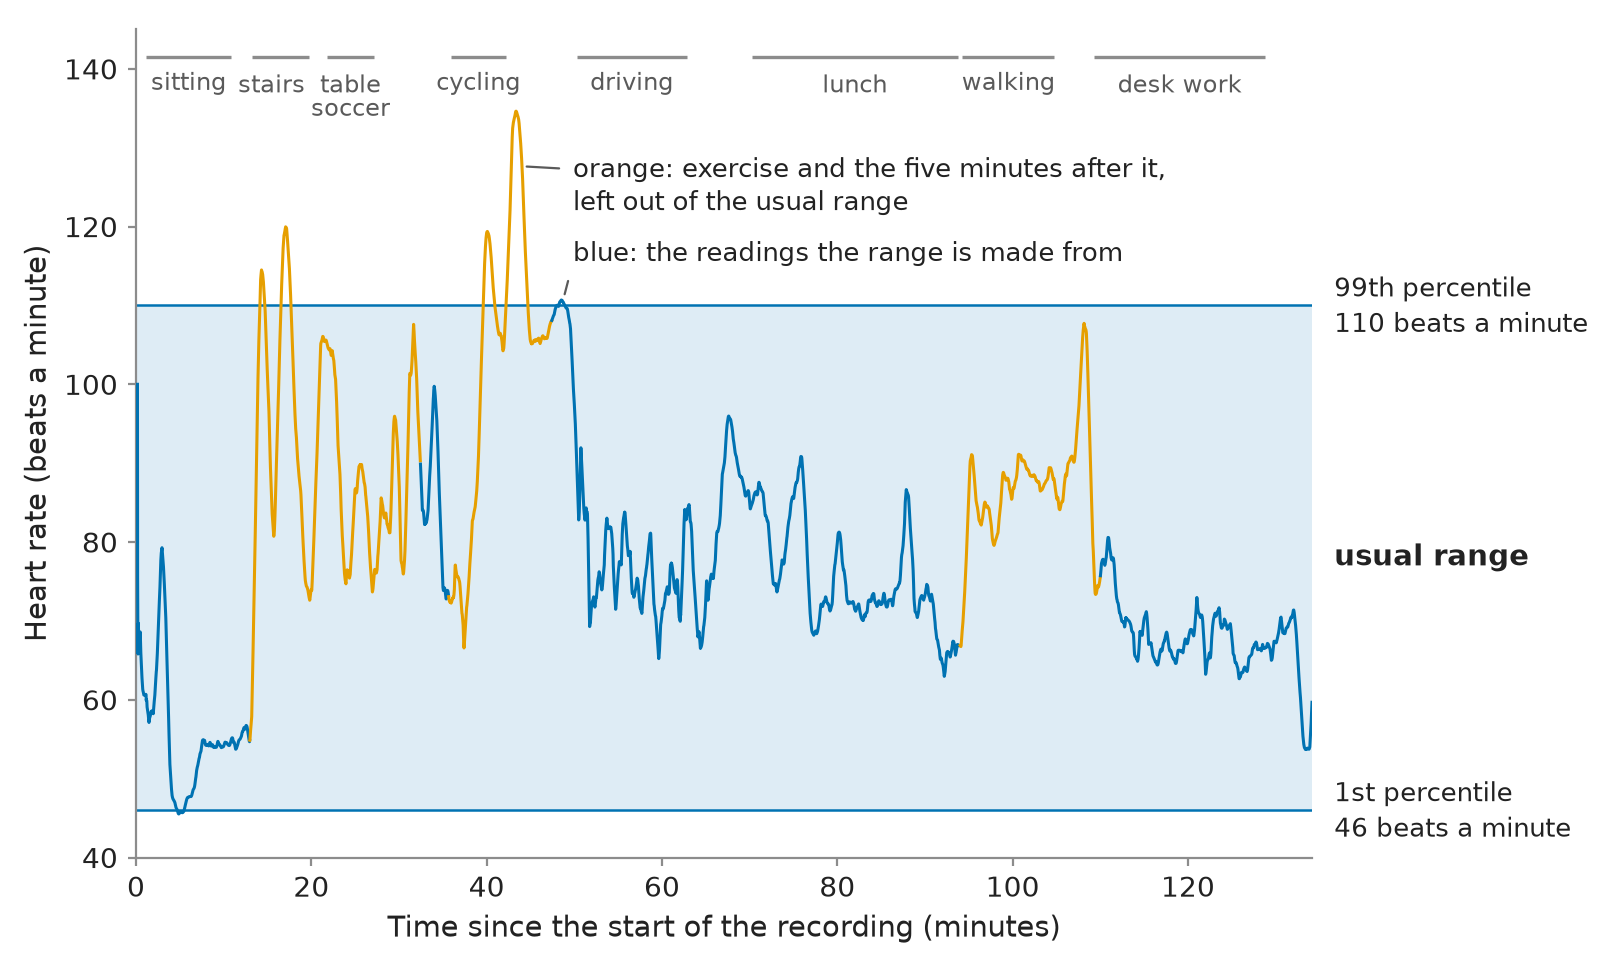 140
120
100
80
60
40
Heart rate (beats a minute)
sitting
stairs
table
soccer
cycling
driving
lunch
walking
desk work
orange: exercise and the five minutes after it,
left out of the usual range
blue: the readings the range is made from
99th percentile
110 beats a minute
usual range
1st percentile
46 beats a minute
0 20 40 60 80 100 120
Time since the start of the recording (minutes)